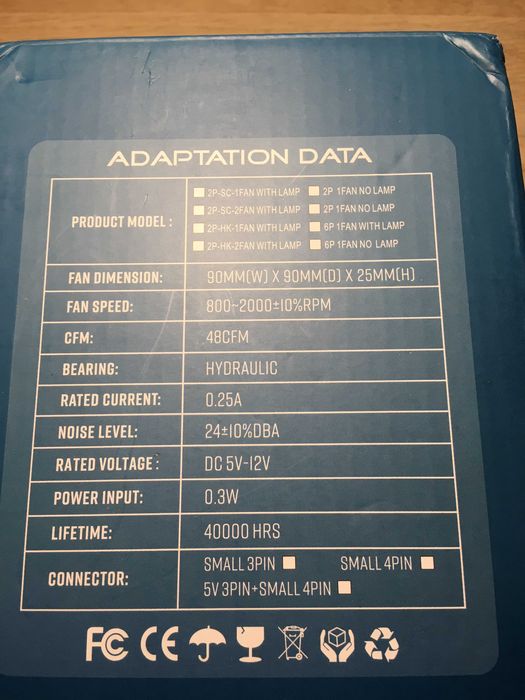 ADAPTATION DATA
PRODUCT MODEL :
2P-SC-1FAN WITH LAMP 2P 1FAN NO LAMP
2P-SC-2FAN WITH LAMP 2P 1FAN NO LAMP
2P-HK-1FAN WITH LAMP 6P 1FAN WITH LAMP
2P-HK-2FAN WITH LAMP 6P 1FAN NO LAMP
FAN DIMENSION: 90MM(W) X 90MM(D) X 25MM(H)
FAN SPEED: 800~2000±10%RPM
CFM: 48CFM
BEARING: HYDRAULIC
RATED CURRENT: 0.25A
NOISE LEVEL: 24±10%DBA
RATED VOLTAGE : DC 5V-12V
POWER INPUT: 0.3W
LIFETIME: 40000 HRS
CONNECTOR:
SMALL 3PIN SMALL 4PIN
5V 3PIN+SMALL 4PIN
FC CE